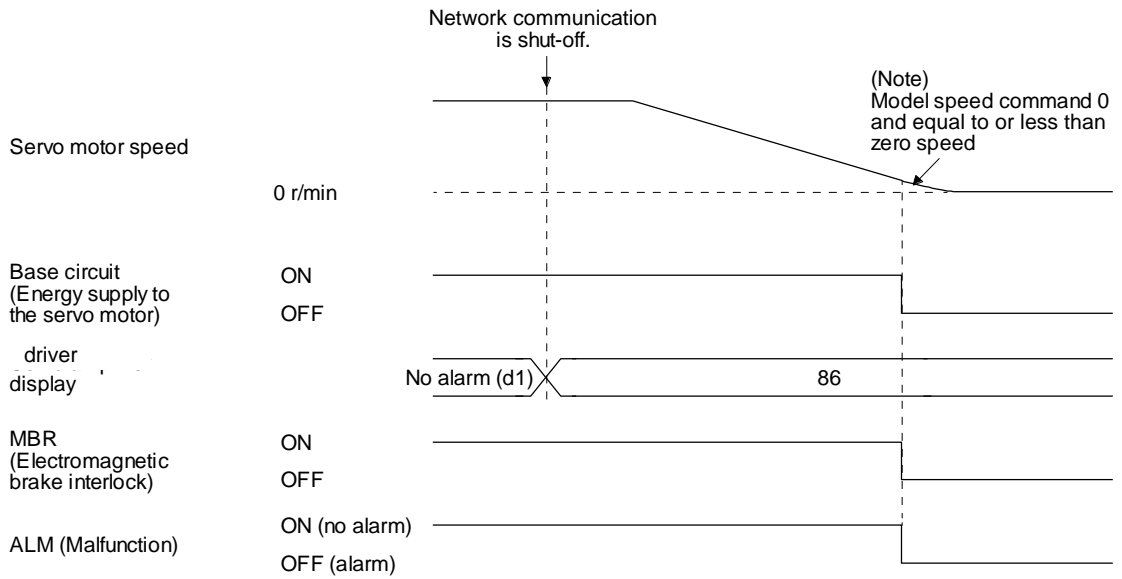 Network communication
is shut-off.
(Note)
Model speed command 0
and equal to or less than
zero speed
Servo motor speed
0 r/min
Base circuit
(Energy supply to
the servo motor)
ON
OFF
driver
display
No alarm (d1)
86
MBR
(Electromagnetic
brake interlock)
ON
OFF
ALM (Malfunction)
ON (no alarm)
OFF (alarm)